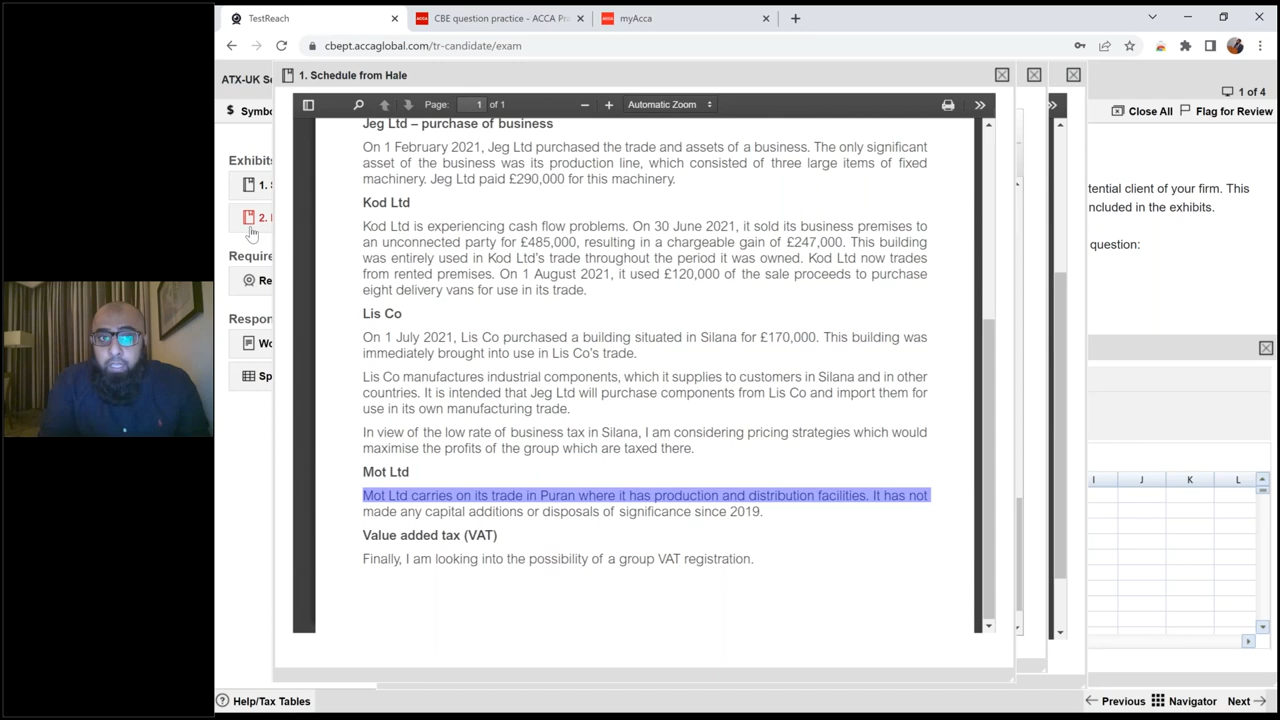 TestReach
CBE question practice - ACCA Pr
myAcca
cbept.accaglobal.com/tr-candidate/exam
ATX-UK Se
1. Schedule from Hale
1 of 4
$ Symbo
Page: 1 of 1
Automatic Zoom
Close All
Flag for Review
Exhibits
1.
2.
Require
Re
Respon
Wo
Sp
Jeg Ltd – purchase of business
On 1 February 2021, Jeg Ltd purchased the trade and assets of a business. The only significant
asset of the business was its production line, which consisted of three large items of fixed
machinery. Jeg Ltd paid £290,000 for this machinery.
Kod Ltd
Kod Ltd is experiencing cash flow problems. On 30 June 2021, it sold its business premises to
an unconnected party for £485,000, resulting in a chargeable gain of £247,000. This building
was entirely used in Kod Ltd's trade throughout the period it was owned. Kod Ltd now trades
from rented premises. On 1 August 2021, it used £120,000 of the sale proceeds to purchase
eight delivery vans for use in its trade.
Lis Co
On 1 July 2021, Lis Co purchased a building situated in Silana for £170,000. This building was
immediately brought into use in Lis Co's trade.
Lis Co manufactures industrial components, which it supplies to customers in Silana and in other
countries. It is intended that Jeg Ltd will purchase components from Lis Co and import them for
use in its own manufacturing trade.
In view of the low rate of business tax in Silana, I am considering pricing strategies which would
maximise the profits of the group which are taxed there.
Mot Ltd
Mot Ltd carries on its trade in Puran where it has production and distribution facilities. It has not
made any capital additions or disposals of significance since 2019.
Value added tax (VAT)
Finally, I am looking into the possibility of a group VAT registration.
tential client of your firm. This
ncluded in the exhibits.
question:
I J K L
Help/Tax Tables
Previous
Navigator
Next